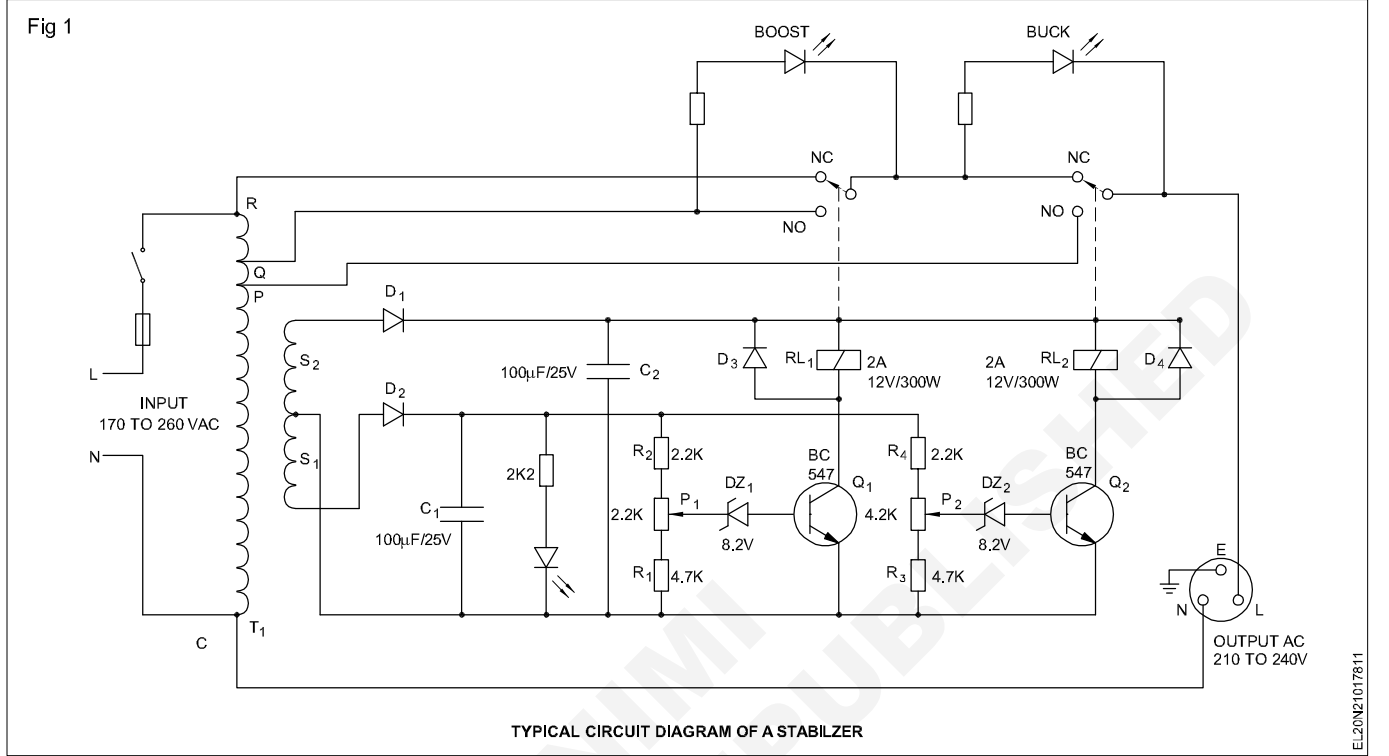 Fig 1
BOOST
BUCK
NC
NC
NO
NO
R
Q
P
D1
S2
D3
RL1
2A
12V/300W
2A
12V/300W
RL2
D4
100μF/25V
C2
L
INPUT
170 TO 260 VAC
N
D2
S1
R2
2.2K
BC
547
Q1
R4
2.2K
BC
547
Q2
2K2
C1
100μF/25V
2.2K
P1
DZ1
8.2V
4.2K
P2
DZ2
8.2V
R1
4.7K
R3
4.7K
E
N
L
C
T1
OUTPUT AC
210 TO 240V
NIMI
PUBLISHED
TYPICAL CIRCUIT DIAGRAM OF A STABILZER
EL20N21017811